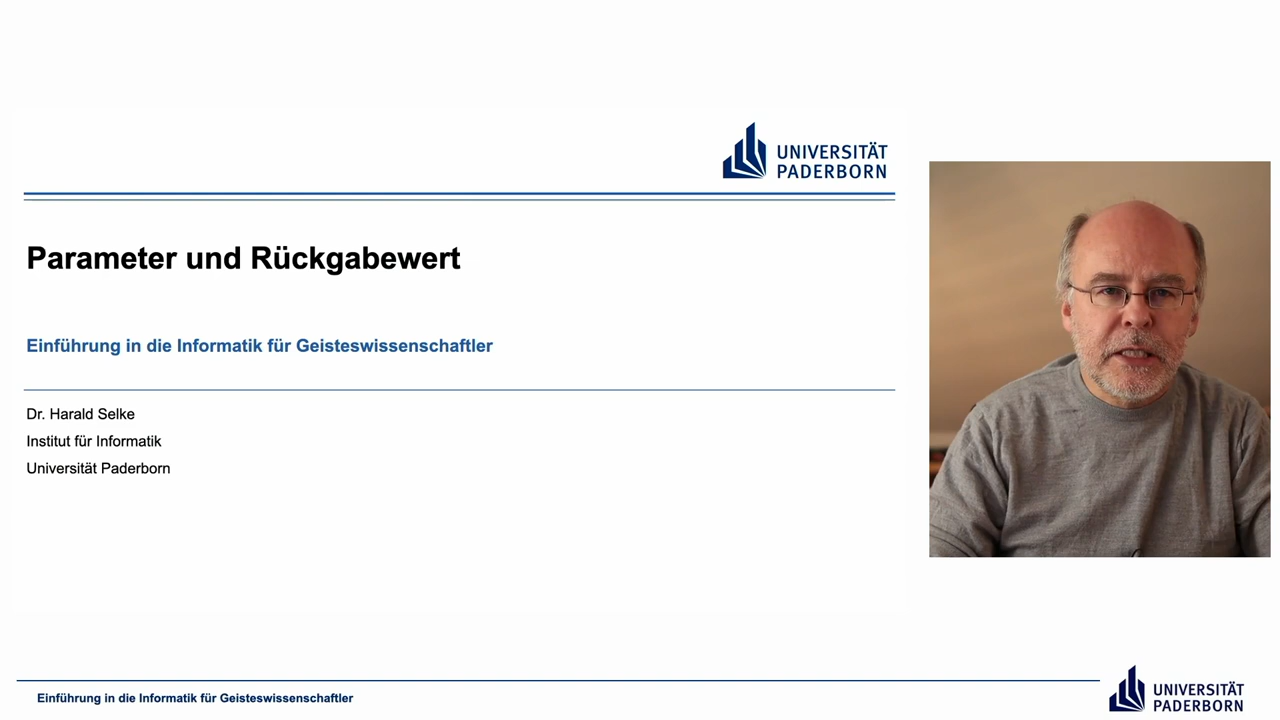 UNIVERSITÄT
PADERBORN
Parameter und Rückgabewert
Einführung in die Informatik für Geisteswissenschaftler
Dr. Harald Selke
Institut für Informatik
Universität Paderborn
Einführung in die Informatik für Geisteswissenschaftler
UNIVERSITÄT
PADERBORN